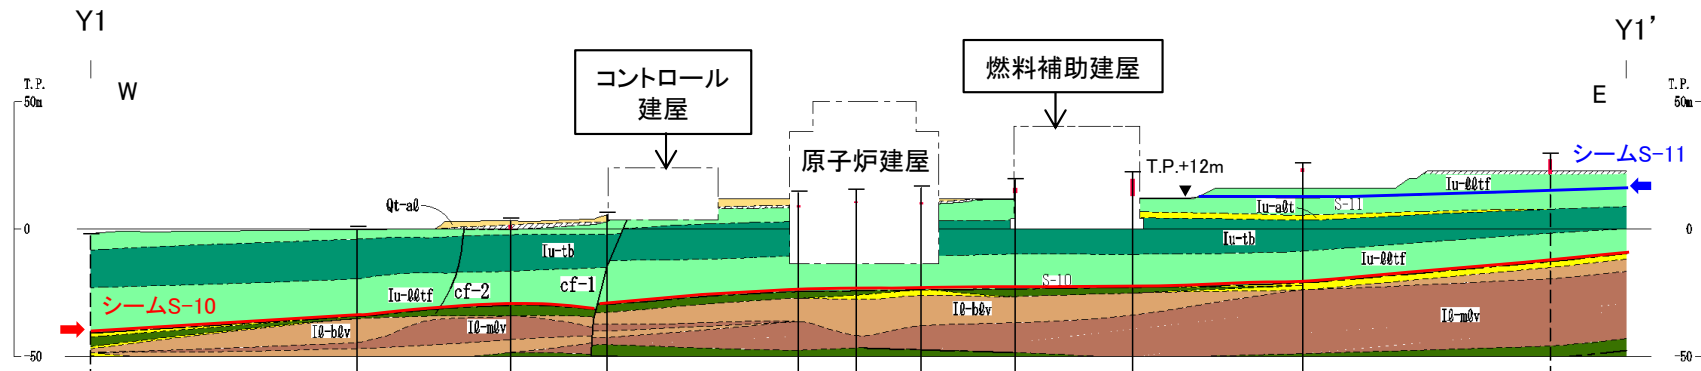 Y1
Y1’
コントロール
建屋
燃料補助建屋
T.P.
50m
W
E
T.P.
50m
原子炉建屋
シームS-11
T.P.+12m
Iu-ℓℓtf
S-11
Qt-aℓ
Iu-aℓt
0
Iu-tb
Iu-tb
0
Iu-ℓℓtf
cf-2
cf-1
S-10
Iu-ℓℓtf
シームS-10
Iℓ-bℓv
Iℓ-mℓv
Iℓ-bℓv
Iℓ-mℓv
-50
-50